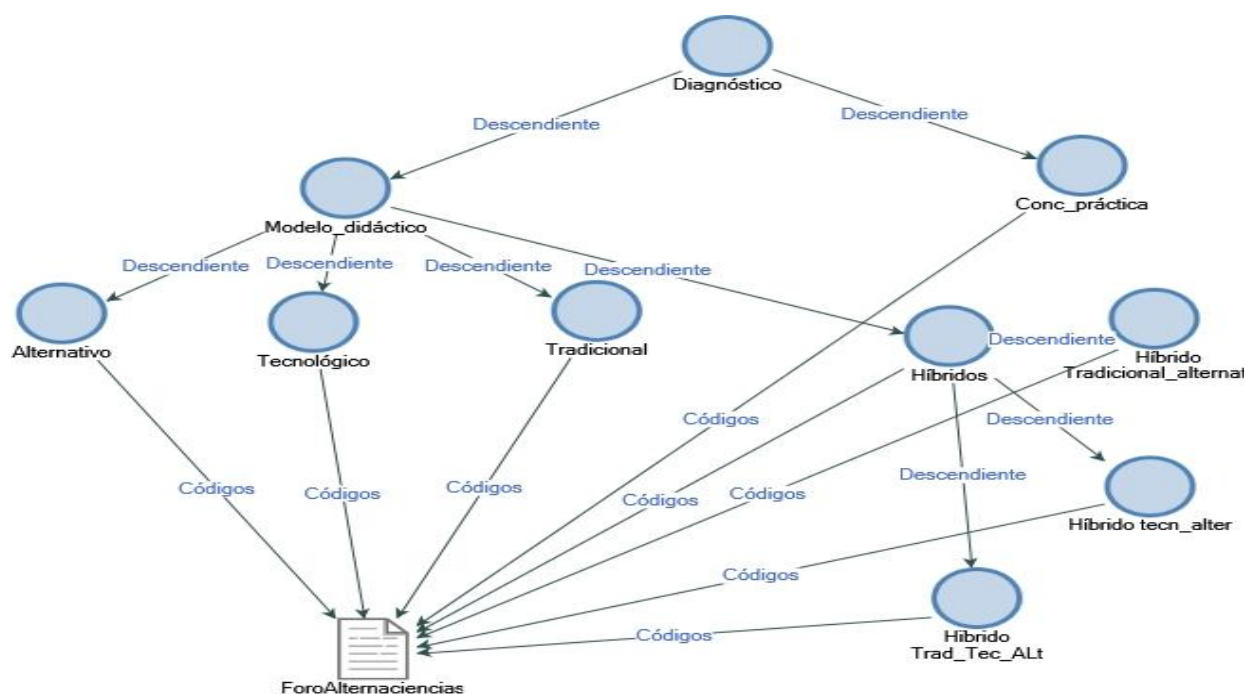 Diagnóstico
Descendiente
Descendiente
Modelo_didáctico
Conc_práctica
Descendiente
Descendiente
Descendiente
Descendiente
Alternativo
Tecnológico
Tradicional
Híbridos
Descendiente
Híbrido
Tradicional_alternat
Códigos
Descendiente
Descendiente
Códigos
Códigos
Códigos
Códigos
Códigos
Híbrido tecn_alter
Códigos
Códigos
Hibrido
Trad_Tec_ALt
ForoAlternaciencias